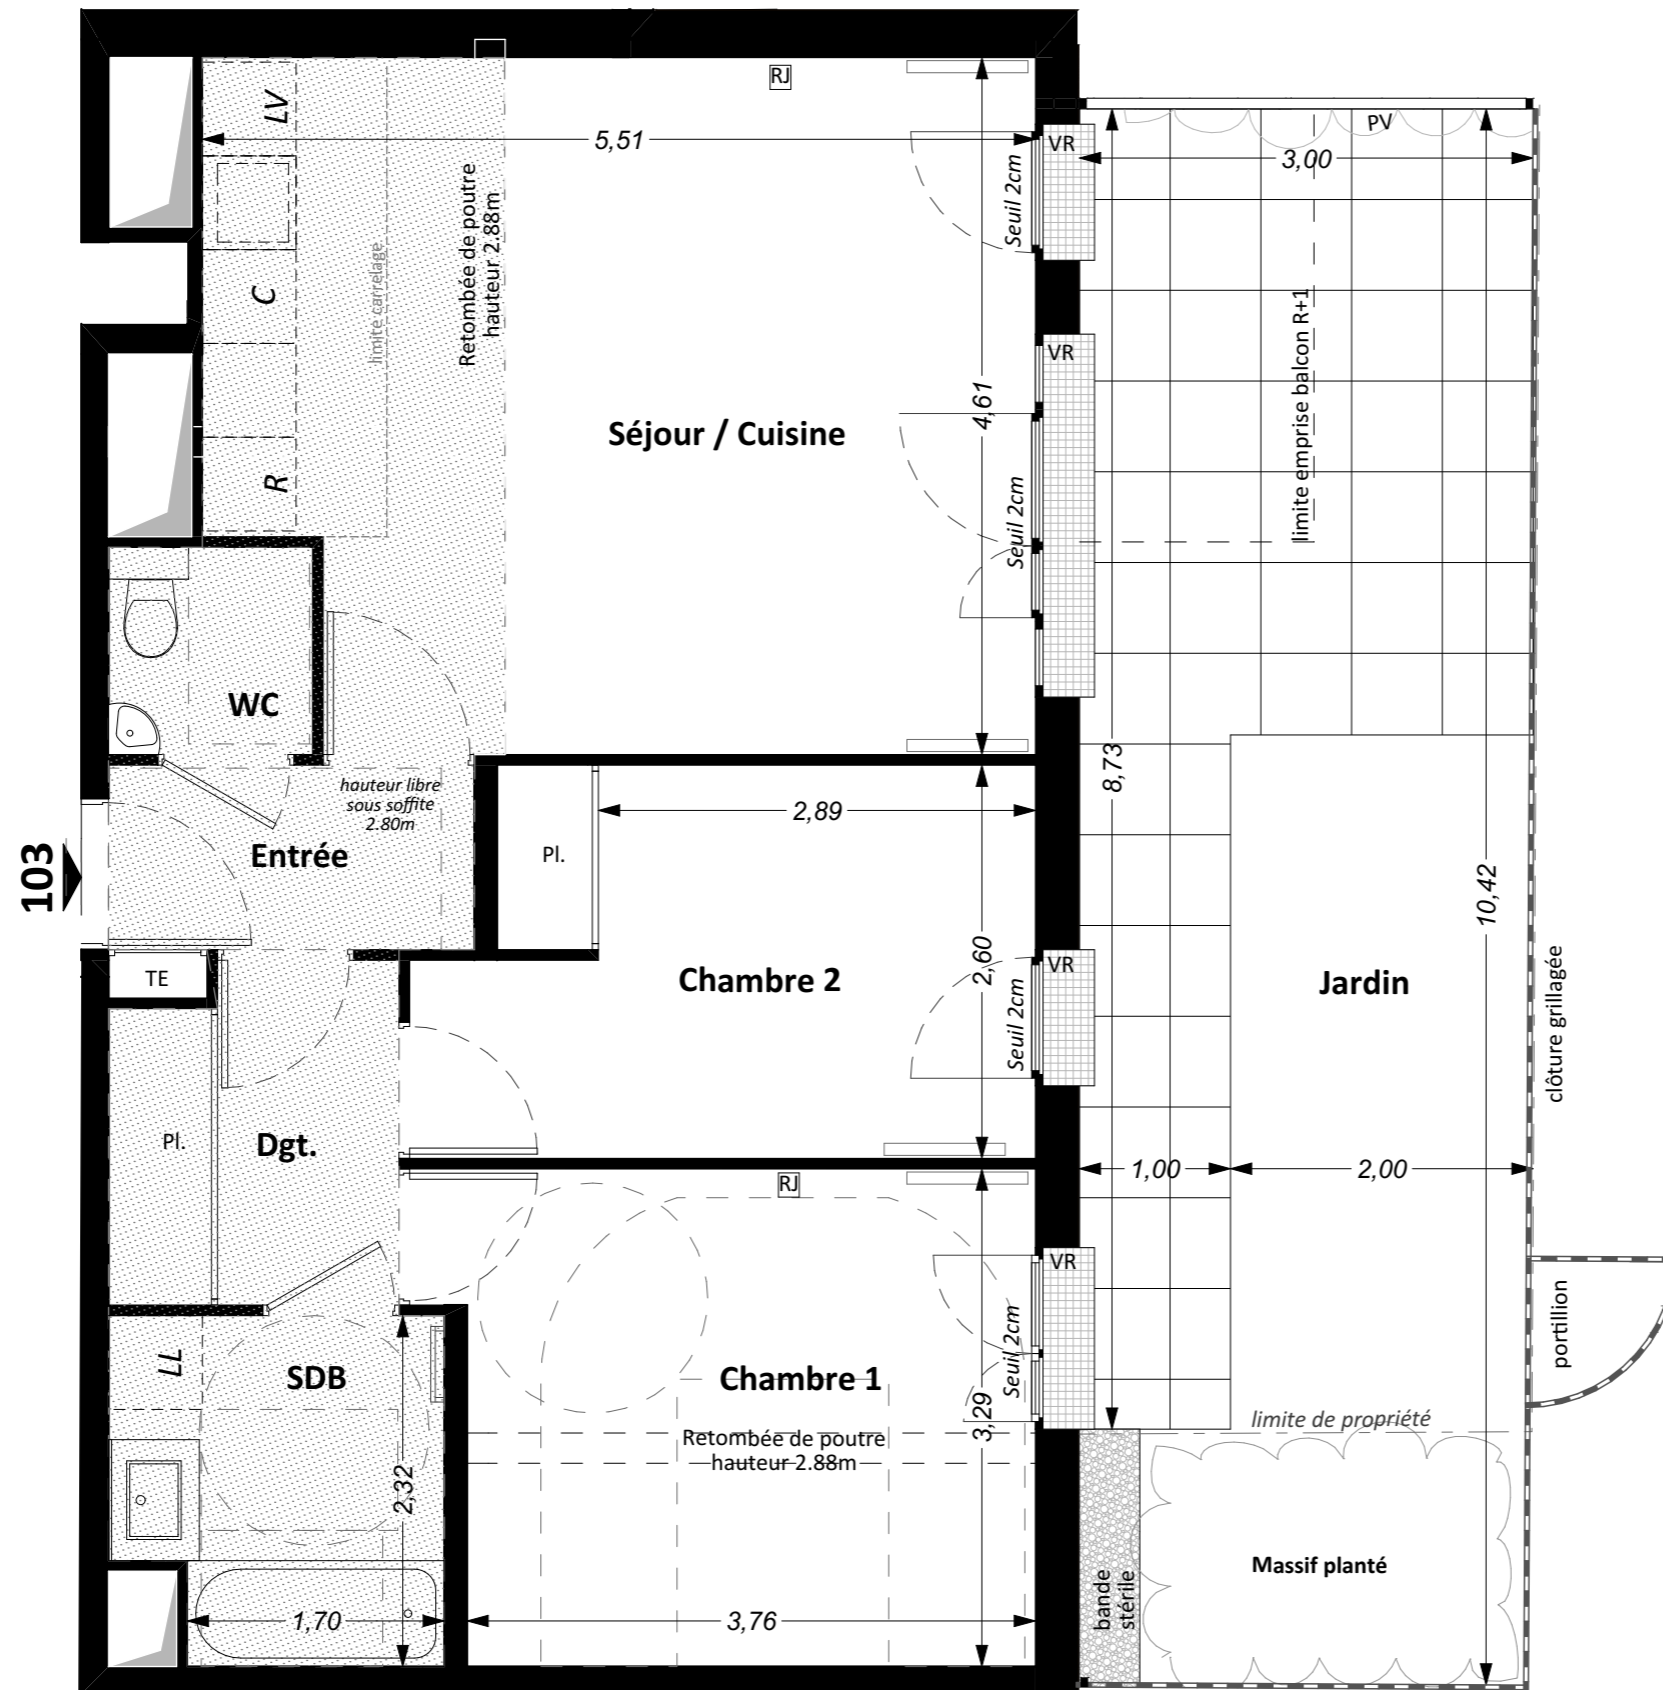 LV
RJ
5,51
VR
PV
3,00
Seuil 2cm
Retombée de poutre
hauteur 2.88m
limite carrelage
C
VR
limite emprise balcon R+1
4,61
Séjour / Cuisine
R
Seuil 2cm
WC
hauteur libre
sous soffite
2.80m
8,73
2,89
Pl.
Entrée
103
10,42
2,60
VR
TE
Chambre 2
Seuil 2cm
Jardin
clôture grillagée
Pl.
Dgt.
1,00
2,00
RJ
VR
portillion
LL
SDB
Chambre 1
Seuil 2cm
3,29
limite de propriété
Retombée de poutre
hauteur 2.88m
2,32
Massif planté
bande
stérile
1,70
3,76